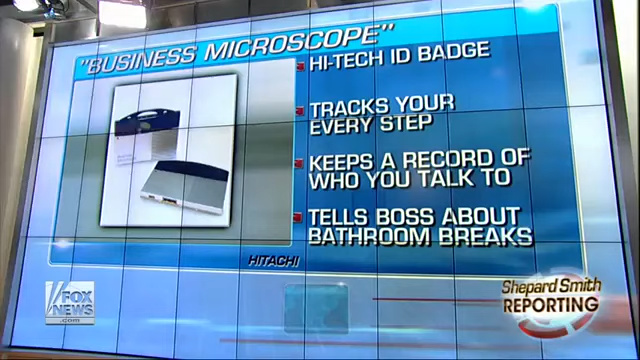 "BUSINESS MICROSCOPE"
HI-TECH ID BADGE
TRACKS YOUR
EVERY STEP
KEEPS A RECORD OF
WHO YOU TALK TO
TELLS BOSS ABOUT
BATHROOM BREAKS
HITACHI
FOX
NEWS
.com
Shepard Smith
REPORTING